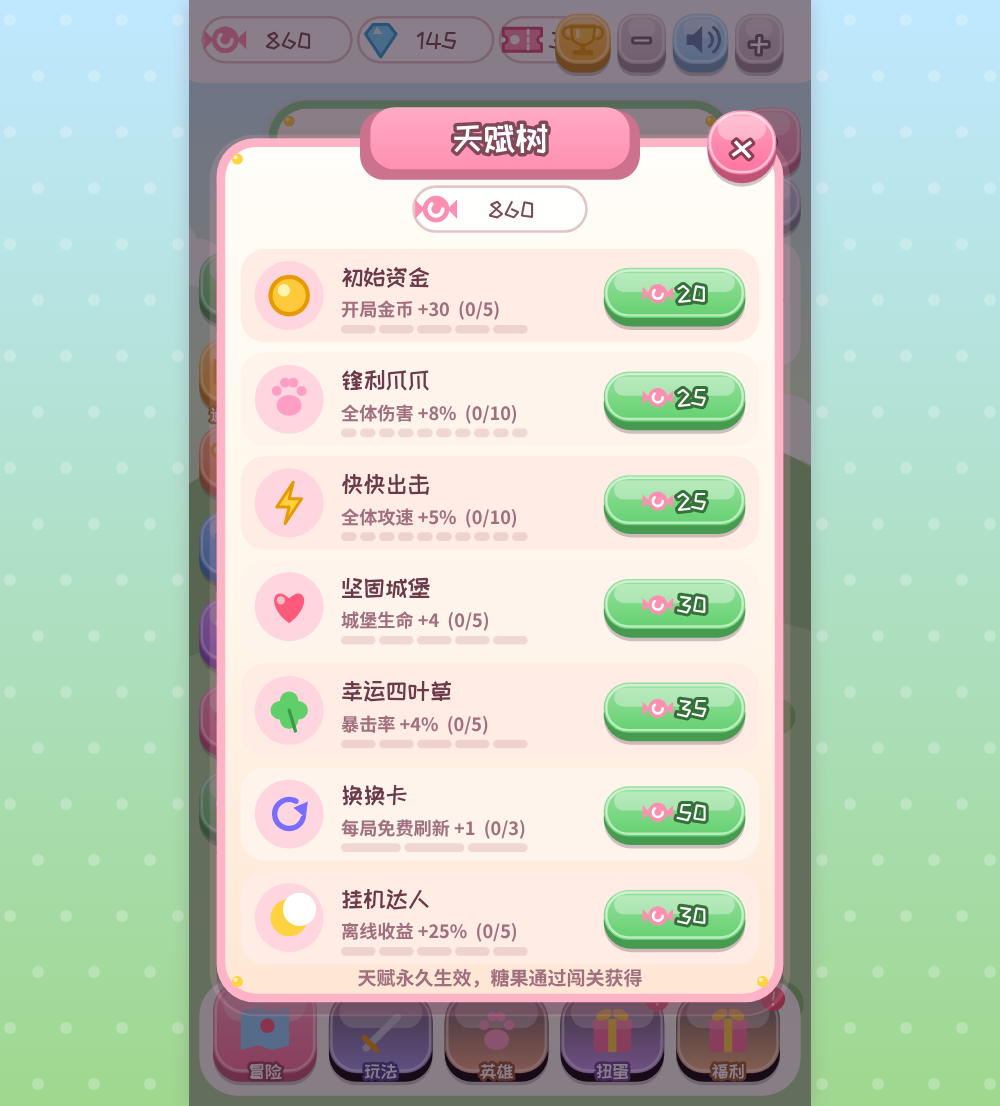 860
145
天赋树
860
初始资金
开局金币 +30 (0/5)
20
锋利爪爪
全体伤害 +8% (0/10)
25
快快出击
全体攻速 +5% (0/10)
25
坚固城堡
城堡生命 +4 (0/5)
30
幸运四叶草
暴击率 +4% (0/5)
35
换换卡
每局免费刷新 +1 (0/3)
50
挂机达人
离线收益 +25% (0/5)
30
天赋永久生效，糖果通过闯关获得
冒险
玩法
英雄
扭蛋
福利